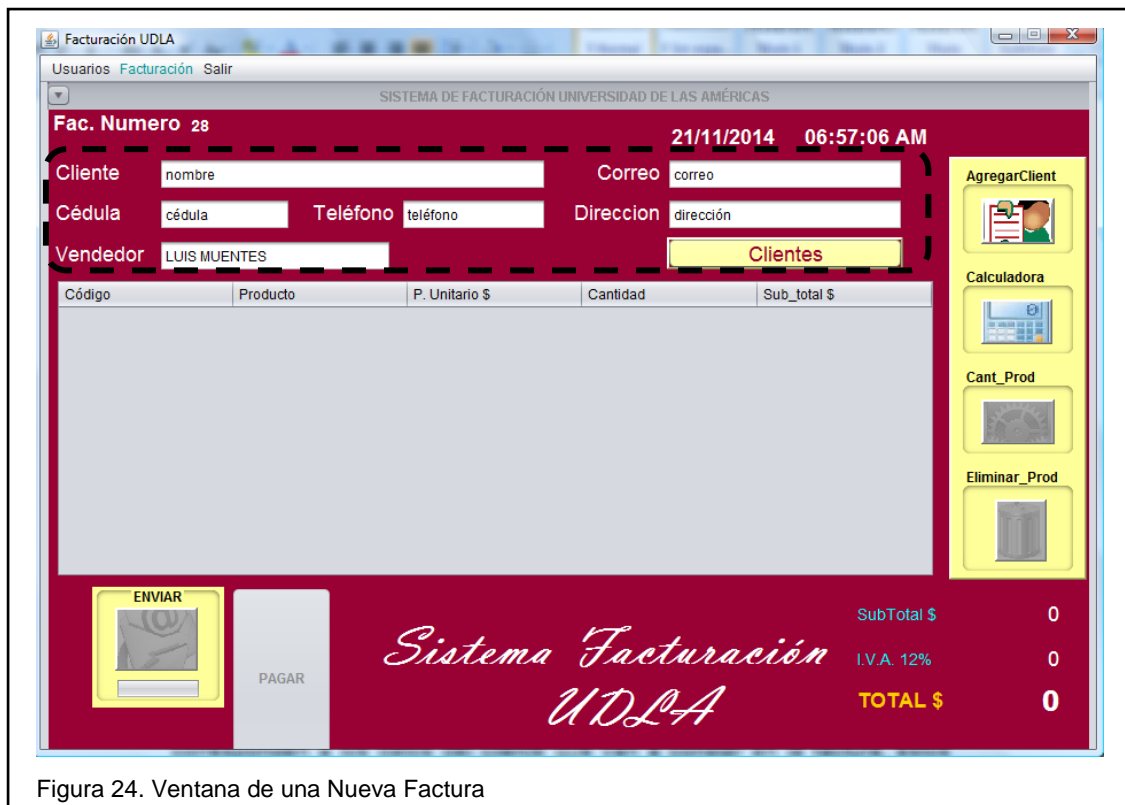 Facturación UDLA
Usuarios Facturación Salir
SISTEMA DE FACTURACIÓN UNIVERSIDAD DE LAS AMÉRICAS
Fac. Numero 28
21/11/2014 06:57:06 AM
Cliente nombre Correo correo
Cédula cédula Teléfono teléfono Direccion dirección
Vendedor LUIS MUENTES Clientes
Código Producto P. Unitario $ Cantidad Sub_total $
AgregarClient
Calculadora
Cant_Prod
Eliminar_Prod
ENVIAR
PAGAR
Sistema Facturación
UDLA
SubTotal $ 0
I.V.A. 12% 0
TOTAL $ 0
Figura 24. Ventana de una Nueva Factura